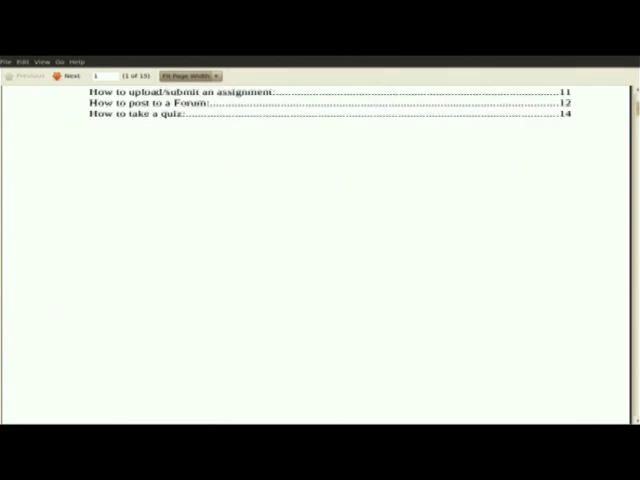 File Edit View Go Help
Previous Next 1 (1 of 15) Fit Page Width
How to upload/submit an assignment: 11
How to post to a Forum: 12
How to take a quiz: 14